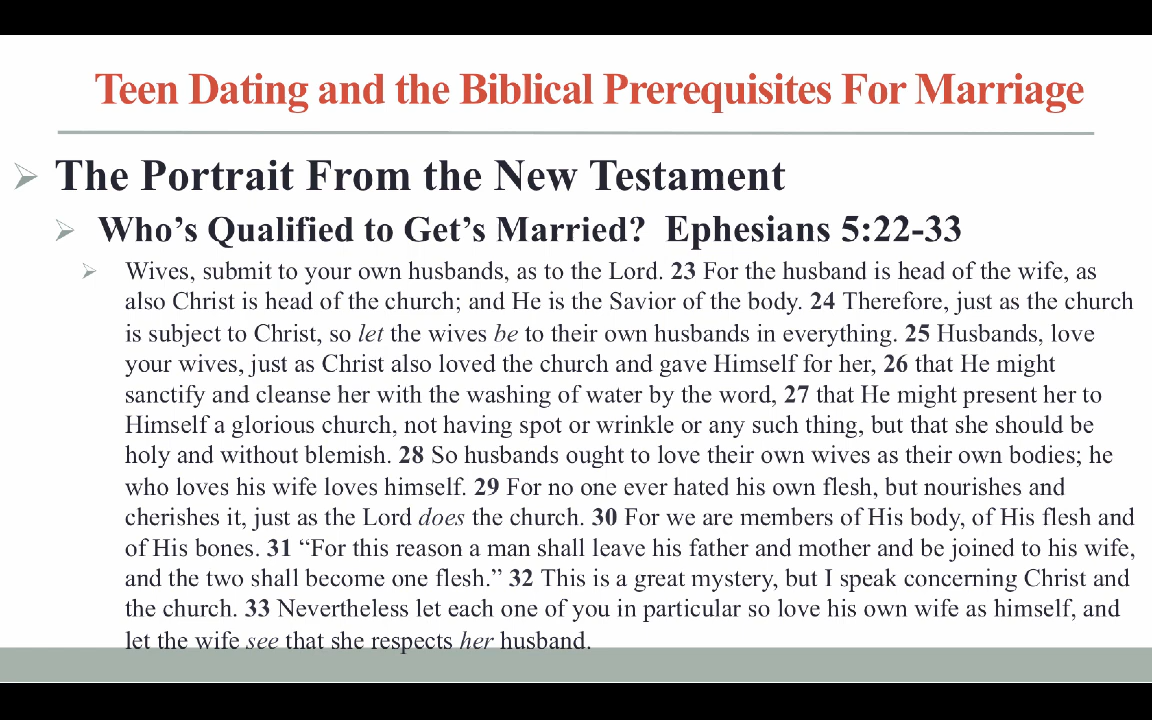 Teen Dating and the Biblical Prerequisites For Marriage
The Portrait From the New Testament
Who’s Qualified to Get’s Married? Ephesians 5:22-33
Wives, submit to your own husbands, as to the Lord. 23 For the husband is head of the wife, as
also Christ is head of the church; and He is the Savior of the body. 24 Therefore, just as the church
is subject to Christ, so let the wives be to their own husbands in everything. 25 Husbands, love
your wives, just as Christ also loved the church and gave Himself for her, 26 that He might
sanctify and cleanse her with the washing of water by the word, 27 that He might present her to
Himself a glorious church, not having spot or wrinkle or any such thing, but that she should be
holy and without blemish. 28 So husbands ought to love their own wives as their own bodies; he
who loves his wife loves himself. 29 For no one ever hated his own flesh, but nourishes and
cherishes it, just as the Lord does the church. 30 For we are members of His body, of His flesh and
of His bones. 31 “For this reason a man shall leave his father and mother and be joined to his wife,
and the two shall become one flesh.” 32 This is a great mystery, but I speak concerning Christ and
the church. 33 Nevertheless let each one of you in particular so love his own wife as himself, and
let the wife see that she respects her husband.